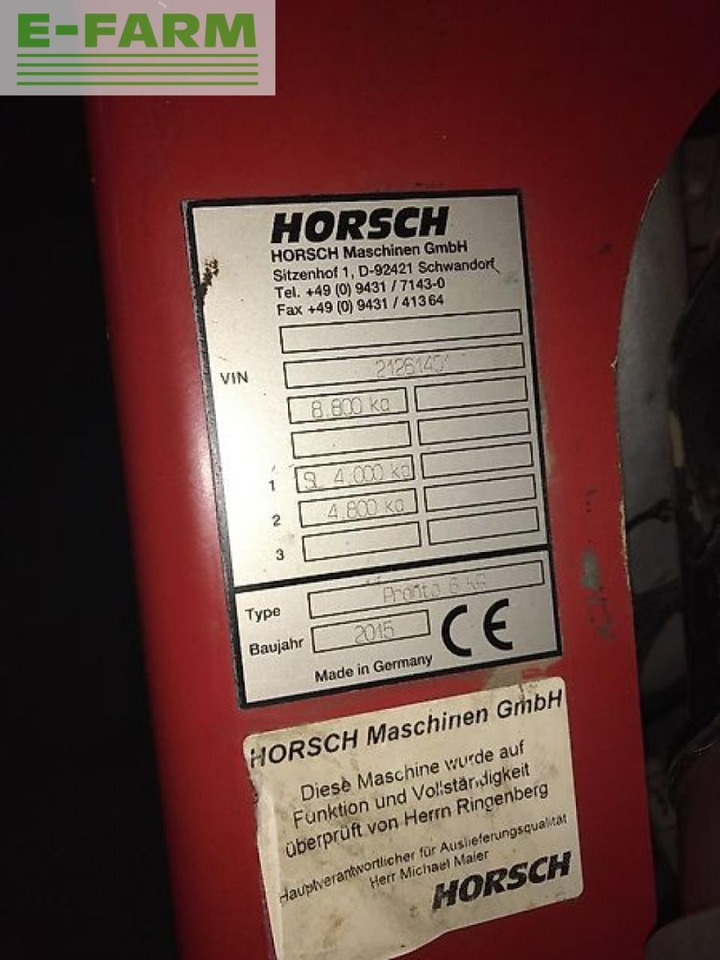 E-FARM
HORSCH
HORSCH Maschinen GmbH
Sitzenhof 1, D-92421 Schwandorf
Tel. +49 (0) 9431 / 7143-0
Fax +49 (0) 9431 / 41364
VIN
8.800 kg
1 SL 4.000 kg
2 4.800 kg
3
Type Pronto 6
Baujahr 2015 CE
Made in Germany
HORSCH Maschinen GmbH
Diese Maschine wurde auf
Funktion und Vollständigkeit
überprüft von Herrn Ringenberg
Hauptverantwortlicher für Auslieferungsqualität
Herr Michael Maier
HORSCH